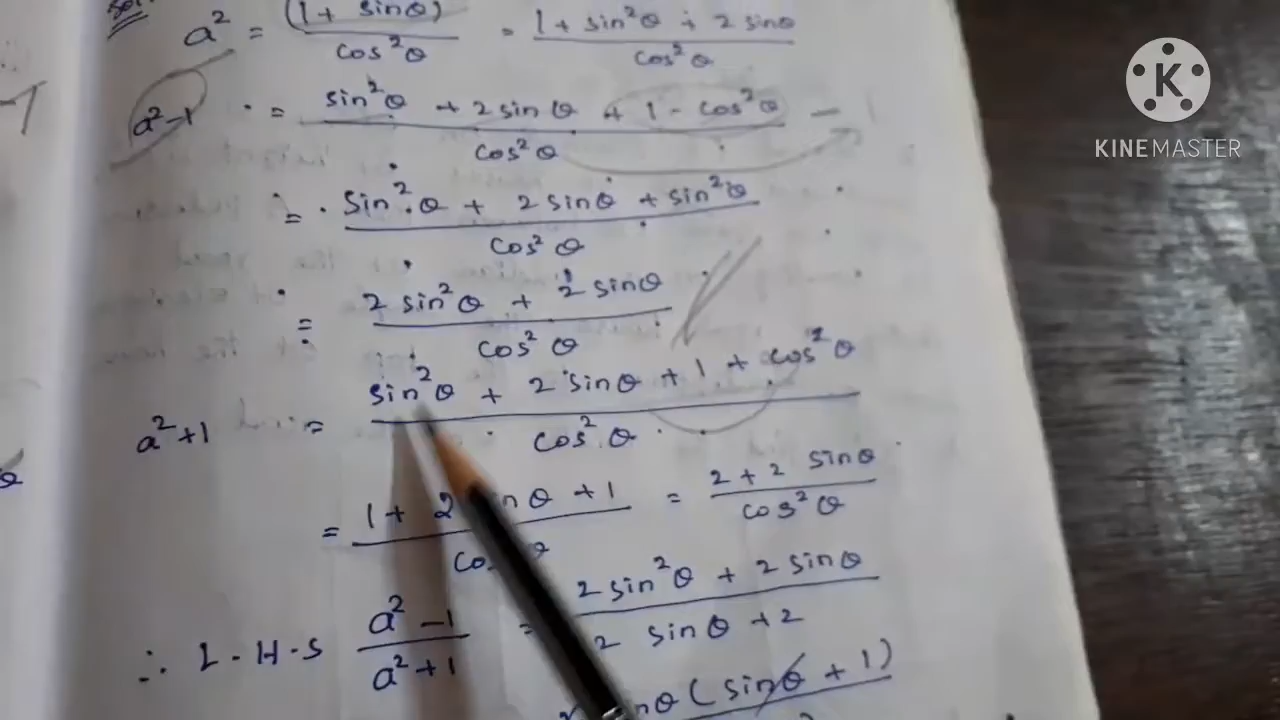 a² = (1 + sinθ) / cos²θ = 1 + sin²θ + 2 sinθ / cos²θ
a²-1 = sin²θ + 2 sinθ + 1 - cos²θ / cos²θ
= sin²θ + 2 sinθ + sin²θ / cos²θ
= 2 sin²θ + 2 sinθ / cos²θ
a²+1 = sin²θ + 2 sinθ + 1 + cos²θ / cos²θ
= 1 + 2 sinθ + 1 / cos²θ = 2 + 2 sinθ / cos²θ
∴ L.H.S a² - 1 / a² + 1 = 2 sin²θ + 2 sinθ / 2 sinθ + 2
(sinθ + 1)
K
KINEMASTER